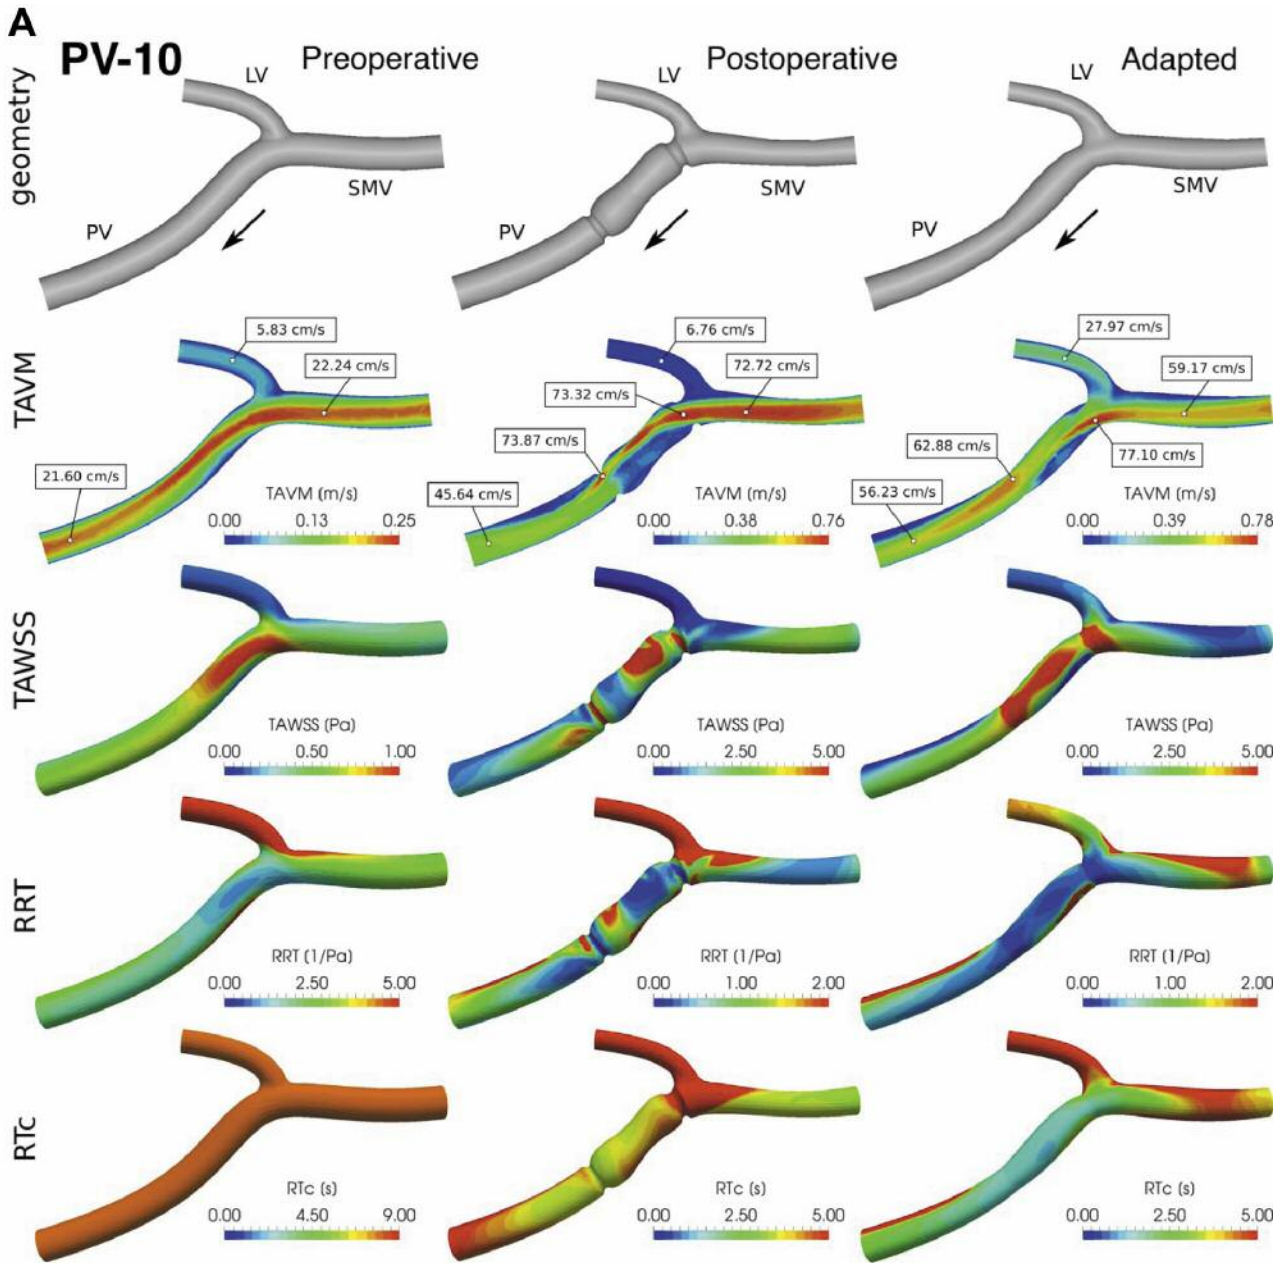 A
PV-10 Preoperative Postoperative Adapted
geometry
LV LV LV
SMV SMV SMV
PV PV PV
TAVM
5.83 cm/s 6.76 cm/s 27.97 cm/s
22.24 cm/s 72.72 cm/s 59.17 cm/s
73.32 cm/s
73.87 cm/s 62.88 cm/s 77.10 cm/s
21.60 cm/s 45.64 cm/s 56.23 cm/s
TAVM (m/s) TAVM (m/s) TAVM (m/s)
0.00 0.13 0.25 0.00 0.38 0.76 0.00 0.39 0.78
TAWSS
TAWSS (Pa) TAWSS (Pa) TAWSS (Pa)
0.00 0.50 1.00 0.00 2.50 5.00 0.00 2.50 5.00
RRT
RRT (1/Pa) RRT (1/Pa) RRT (1/Pa)
0.00 2.50 5.00 0.00 1.00 2.00 0.00 1.00 2.00
RTc
RTc (s) RTc (s) RTc (s)
0.00 4.50 9.00 0.00 2.50 5.00 0.00 2.50 5.00